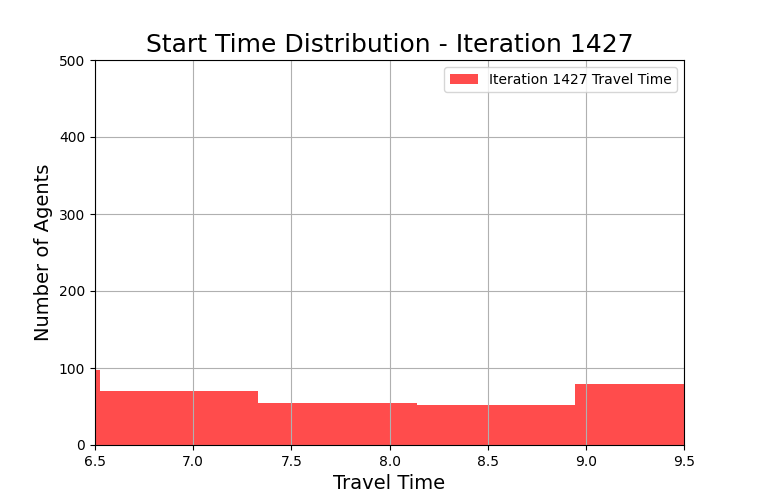 Start Time Distribution - Iteration 1427
Iteration 1427 Travel Time
Number of Agents
500
400
300
200
100
0
6.5 7.0 7.5 8.0 8.5 9.0 9.5
Travel Time